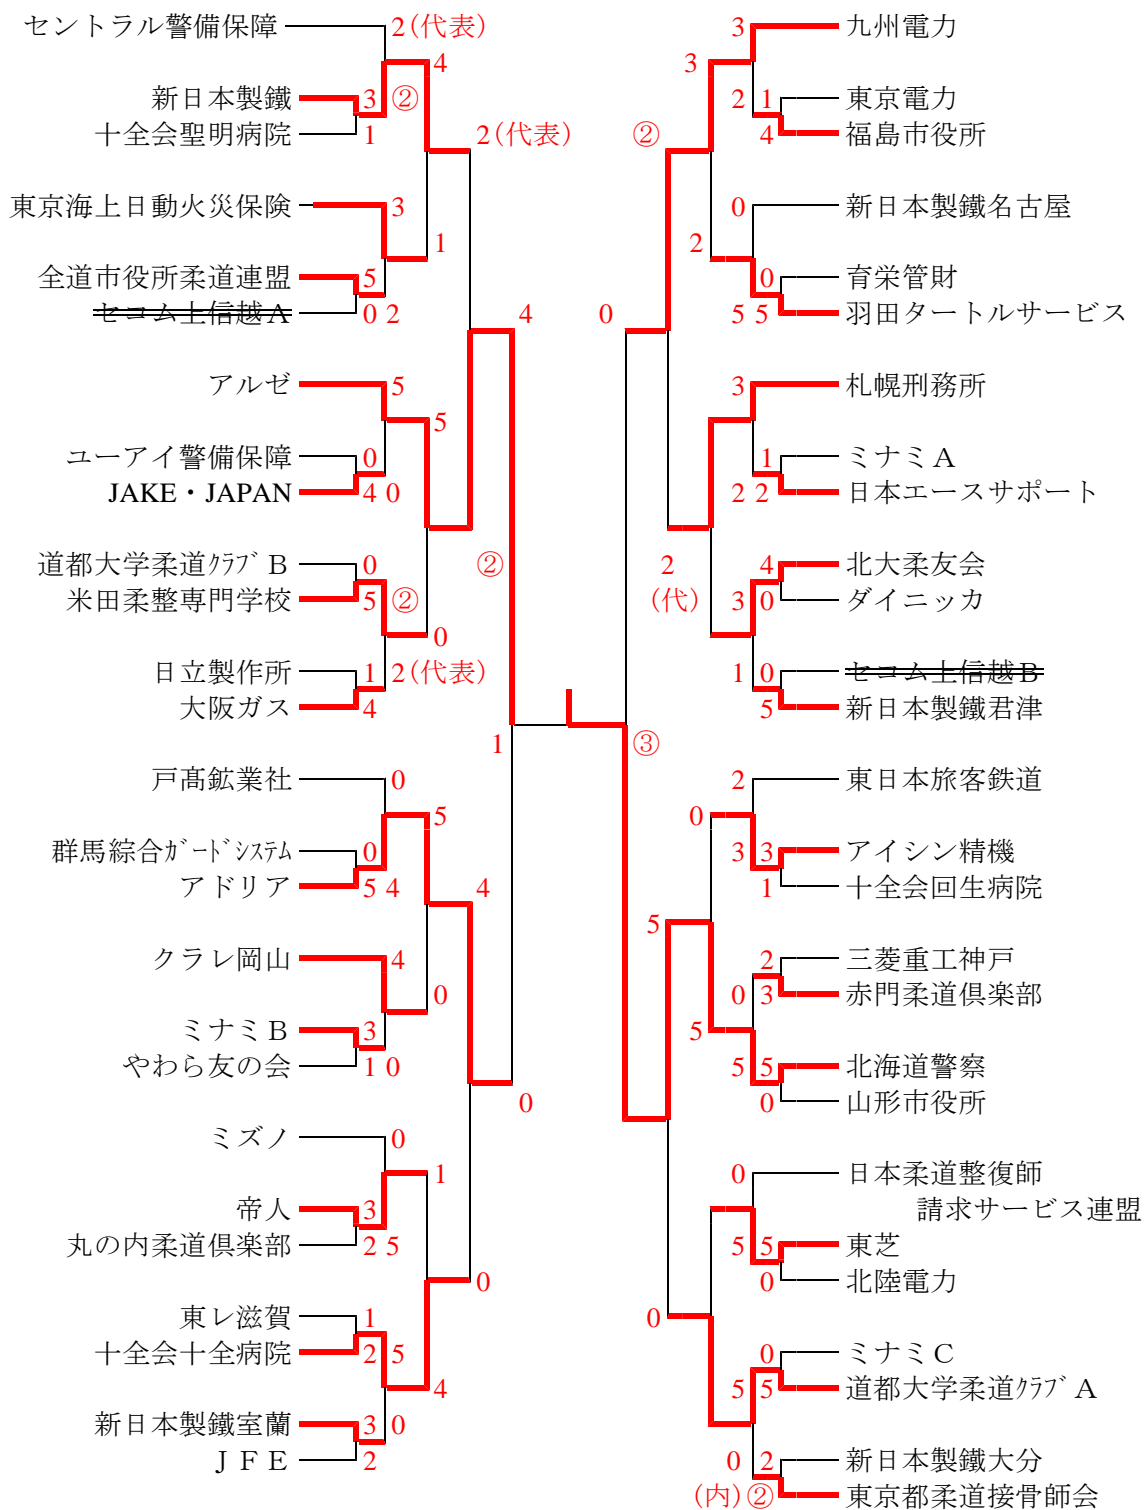 セントラル警備保障
2(代表)
4
新日本製鐵
3
②
十全会聖明病院
1
2(代表)
東京海上日動火災保険
3
1
全道市役所柔道連盟
5
セコム上信越A
0 2
4
アルゼ
5
5
ユーアイ警備保障
0
JAKE・JAPAN
4 0
道都大学柔道ｸﾗﾌﾞB
0
②
米田柔整専門学校
5
②
0
日立製作所
1
2(代表)
大阪ガス
4
1
戸髙鉱業社
0
5
群馬綜合ｶﾞｰﾄﾞｼｽﾃﾑ
0
アドリア
5 4
4
クラレ岡山
4
0
ミナミB
3
やわら友の会
1 0
0
ミズノ
0
1
帝人
3
丸の内柔道倶楽部
2 5
0
東レ滋賀
1
十全会十全病院
2 5
4
新日本製鐵室蘭
3
0
JFE
2
3
九州電力
3
2
1
東京電力
②
4
福島市役所
0
新日本製鐵名古屋
2
0
育栄管財
5 5
羽田タートルサービス
0
3
札幌刑務所
1
ミナミA
2 2
日本エースサポート
2
(代)
4
北大柔友会
3 0
ダイニッカ
1 0
セコム上信越B
5
新日本製鐵君津
③
2
東日本旅客鉄道
0
3 3
アイシン精機
1
十全会回生病院
5
2
三菱重工神戸
0 3
赤門柔道倶楽部
5
5 5
北海道警察
0
山形市役所
0
日本柔道整復師
請求サービス連盟
5 5
東芝
0
北陸電力
0
0
ミナミC
5 5
道都大学柔道ｸﾗﾌﾞA
0 2
新日本製鐵大分
(内)②
東京都柔道接骨師会